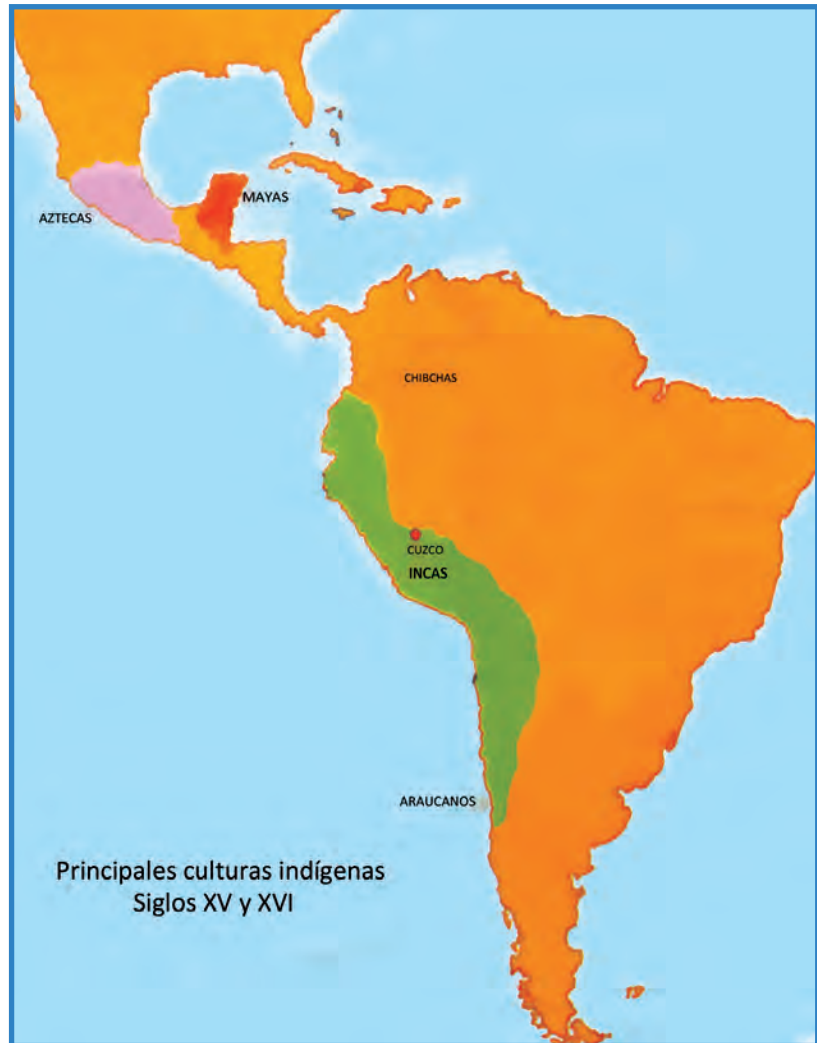 MAYAS
AZTECAS
CHIBCHAS
CUZCO
INCAS
ARAUCANOS
Principales culturas indígenas
Siglos XV y XVI